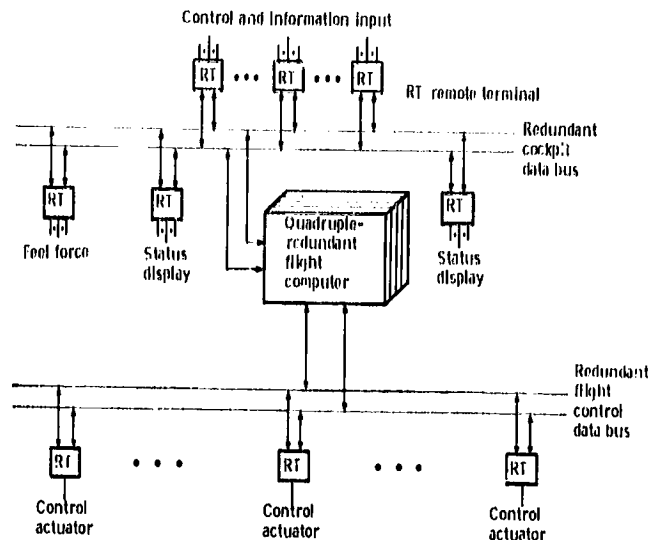 Control and information input
RT
RT
RT
RT remote terminal
Redundant
cockpit
data bus
RT
RT
RT
Feel force
Status
display
Quadruple-
redundant
flight
computer
Status
display
Redundant
flight
control
data bus
RT
RT
RT
Control
actuator
Control
actuator
Control
actuator